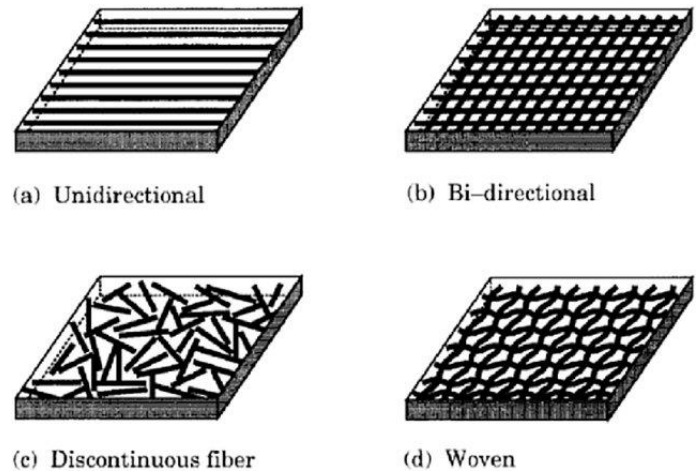 (a) Unidirectional
(b) Bi–directional
(c) Discontinuous fiber
(d) Woven